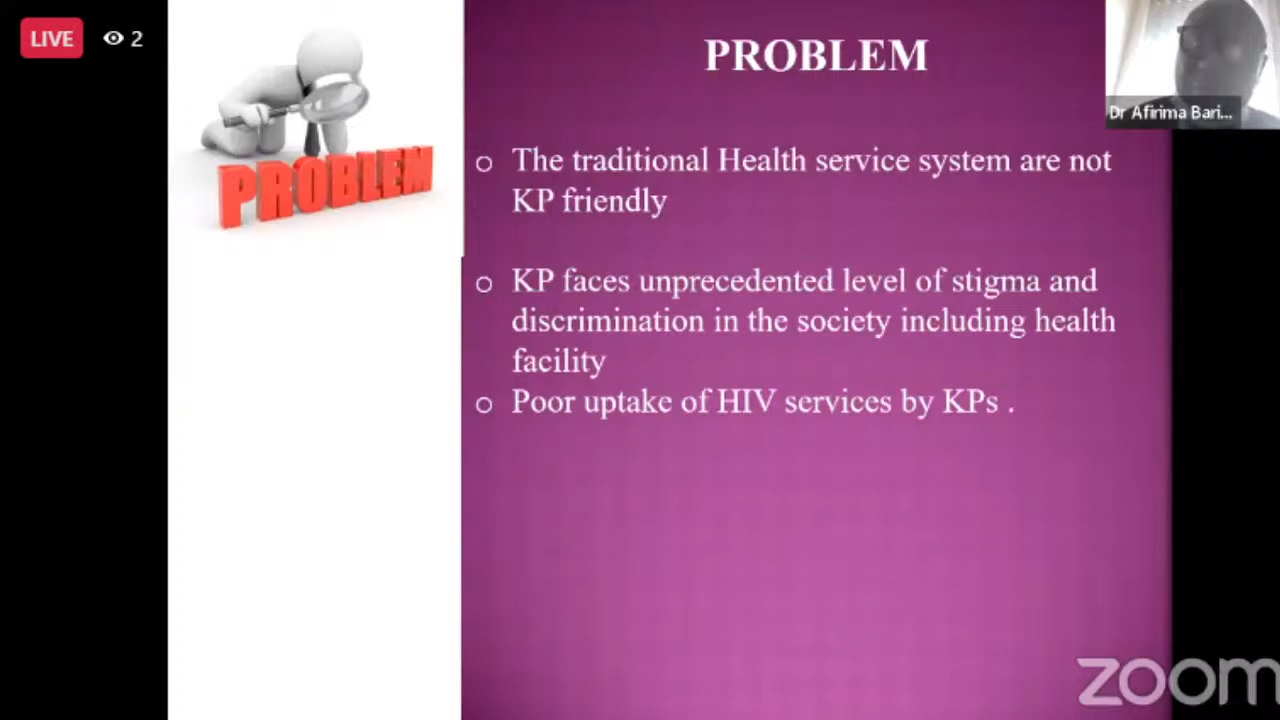 LIVE
2
PROBLEM
PROBLEM
Dr Afirima Bari...
The traditional Health service system are not
KP friendly
KP faces unprecedented level of stigma and
discrimination in the society including health
facility
Poor uptake of HIV services by KPs .
zoom